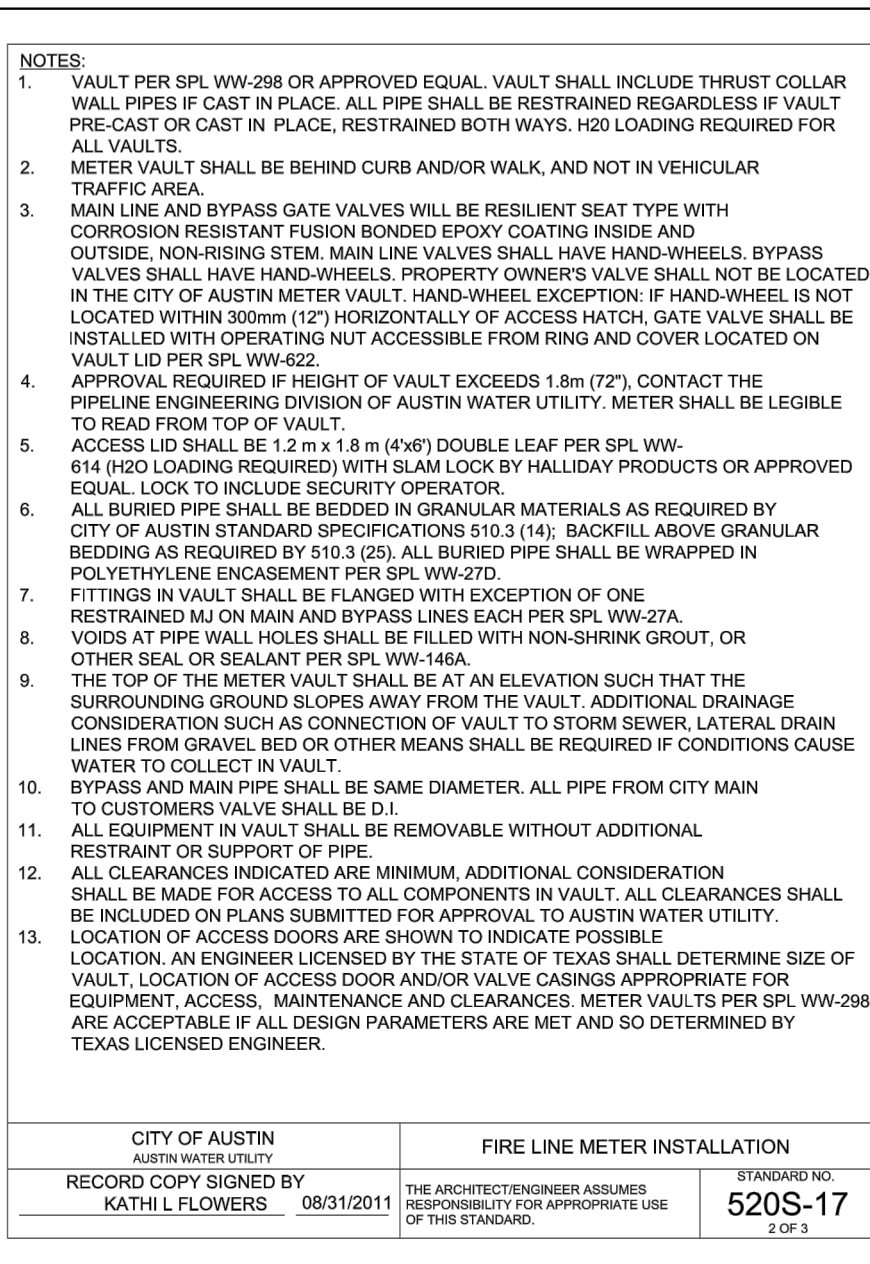 NOTES:
1. VAULT PER SPL WW-298 OR APPROVED EQUAL. VAULT SHALL INCLUDE THRUST COLLAR
WALL PIPES IF CAST IN PLACE. ALL PIPE SHALL BE RESTRAINED REGARDLESS IF VAULT
PRE-CAST OR CAST IN PLACE, RESTRAINED BOTH WAYS. H20 LOADING REQUIRED FOR
ALL VAULTS.
2. METER VAULT SHALL BE BEHIND CURB AND/OR WALK, AND NOT IN VEHICULAR
TRAFFIC AREA.
3. MAIN LINE AND BYPASS GATE VALVES WILL BE RESILIENT SEAT TYPE WITH
CORROSION RESISTANT FUSION BONDED EPOXY COATING INSIDE AND
OUTSIDE, NON-RISING STEM. MAIN LINE VALVES SHALL HAVE HAND-WHEELS. BYPASS
VALVES SHALL HAVE HAND-WHEELS. PROPERTY OWNER'S VALVE SHALL NOT BE LOCATED
IN THE CITY OF AUSTIN METER VAULT. HAND-WHEEL EXCEPTION: IF HAND-WHEEL IS NOT
LOCATED WITHIN 300mm (12") HORIZONTALLY OF ACCESS HATCH, GATE VALVE SHALL BE
INSTALLED WITH OPERATING NUT ACCESSIBLE FROM RING AND COVER LOCATED ON
VAULT LID PER SPL WW-622.
4. APPROVAL REQUIRED IF HEIGHT OF VAULT EXCEEDS 1.8m (72"), CONTACT THE
PIPELINE ENGINEERING DIVISION OF AUSTIN WATER UTILITY. METER SHALL BE LEGIBLE
TO READ FROM TOP OF VAULT.
5. ACCESS LID SHALL BE 1.2 m x 1.8 m (4'x6') DOUBLE LEAF PER SPL WW-
614 (H2O LOADING REQUIRED) WITH SLAM LOCK BY HALLIDAY PRODUCTS OR APPROVED
EQUAL. LOCK TO INCLUDE SECURITY OPERATOR.
6. ALL BURIED PIPE SHALL BE BEDDED IN GRANULAR MATERIALS AS REQUIRED BY
CITY OF AUSTIN STANDARD SPECIFICATIONS 510.3 (14); BACKFILL ABOVE GRANULAR
BEDDING AS REQUIRED BY 510.3 (25). ALL BURIED PIPE SHALL BE WRAPPED IN
POLYETHYLENE ENCASEMENT PER SPL WW-27D.
7. FITTINGS IN VAULT SHALL BE FLANGED WITH EXCEPTION OF ONE
RESTRAINED MJ ON MAIN AND BYPASS LINES EACH PER SPL WW-27A.
8. VOIDS AT PIPE WALL HOLES SHALL BE FILLED WITH NON-SHRINK GROUT, OR
OTHER SEAL OR SEALANT PER SPL WW-146A.
9. THE TOP OF THE METER VAULT SHALL BE AT AN ELEVATION SUCH THAT THE
SURROUNDING GROUND SLOPES AWAY FROM THE VAULT. ADDITIONAL DRAINAGE
CONSIDERATION SUCH AS CONNECTION OF VAULT TO STORM SEWER, LATERAL DRAIN
LINES FROM GRAVEL BED OR OTHER MEANS SHALL BE REQUIRED IF CONDITIONS CAUSE
WATER TO COLLECT IN VAULT.
10. BYPASS AND MAIN PIPE SHALL BE SAME DIAMETER. ALL PIPE FROM CITY MAIN
TO CUSTOMERS VALVE SHALL BE D.I.
11. ALL EQUIPMENT IN VAULT SHALL BE REMOVABLE WITHOUT ADDITIONAL
RESTRAINT OR SUPPORT OF PIPE.
12. ALL CLEARANCES INDICATED ARE MINIMUM, ADDITIONAL CONSIDERATION
SHALL BE MADE FOR ACCESS TO ALL COMPONENTS IN VAULT. ALL CLEARANCES SHALL
BE INCLUDED ON PLANS SUBMITTED FOR APPROVAL TO AUSTIN WATER UTILITY.
13. LOCATION OF ACCESS DOORS ARE SHOWN TO INDICATE POSSIBLE
LOCATION. AN ENGINEER LICENSED BY THE STATE OF TEXAS SHALL DETERMINE SIZE OF
VAULT, LOCATION OF ACCESS DOOR AND/OR VALVE CASINGS APPROPRIATE FOR
EQUIPMENT, ACCESS, MAINTENANCE AND CLEARANCES. METER VAULTS PER SPL WW-298
ARE ACCEPTABLE IF ALL DESIGN PARAMETERS ARE MET AND SO DETERMINED BY
TEXAS LICENSED ENGINEER.
CITY OF AUSTIN
AUSTIN WATER UTILITY
FIRE LINE METER INSTALLATION
RECORD COPY SIGNED BY
KATHI L FLOWERS 08/31/2011
THE ARCHITECT/ENGINEER ASSUMES
RESPONSIBILITY FOR APPROPRIATE USE
OF THIS STANDARD.
STANDARD NO.
520S-17
2 OF 3